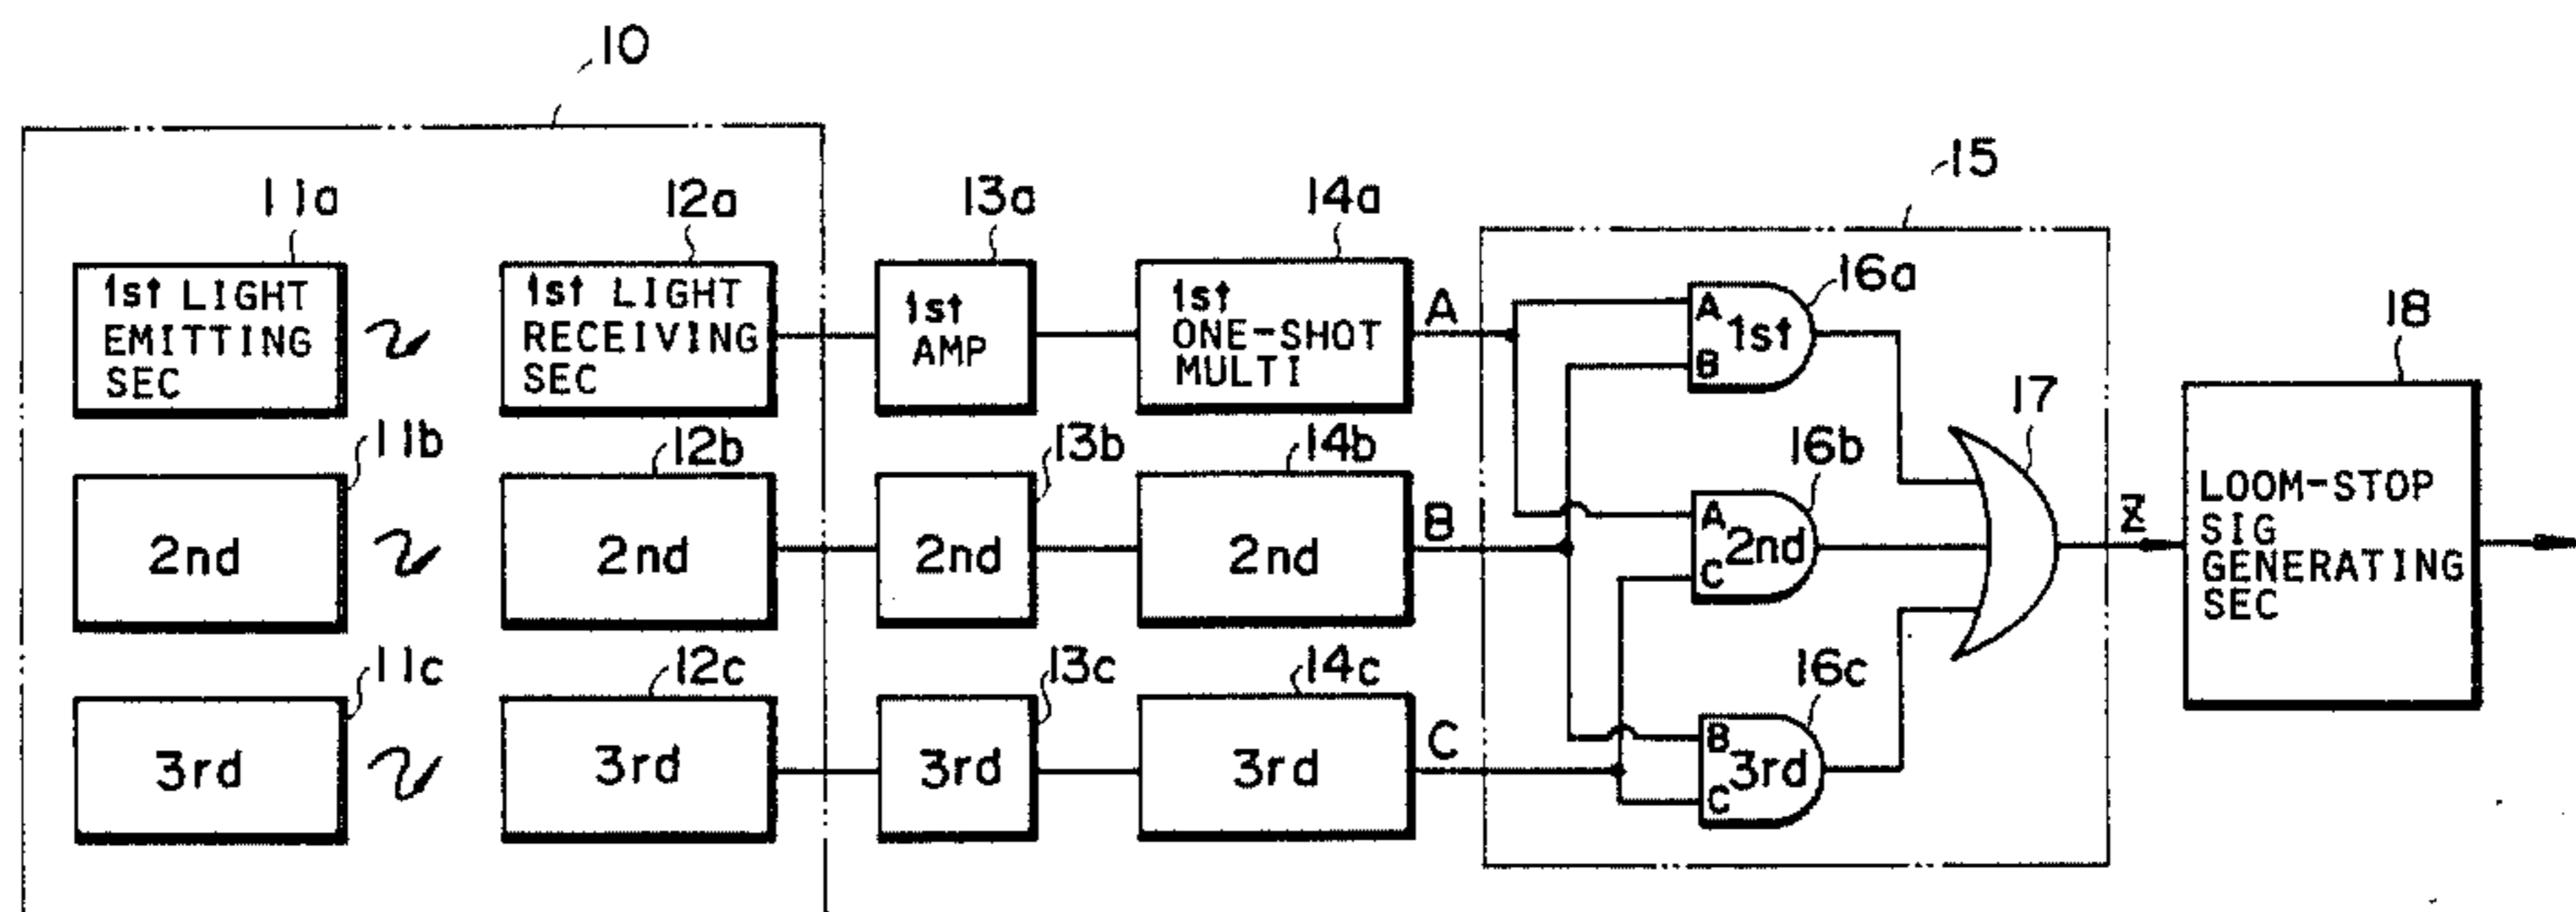 10
15
11a
12a
13a
14a
1st LIGHT
EMITTING
SEC
1st LIGHT
RECEIVING
SEC
1st
AMP
1st
ONE-SHOT
MULTI
A
A
1st
B
16a
18
17
11b
12b
13b
14b
2nd
2nd
2nd
2nd
B
A
2nd
C
16b
Z
LOOM-STOP
SIG
GENERATING
SEC
11c
12c
13c
14c
3rd
3rd
3rd
3rd
C
B
3rd
C
16c